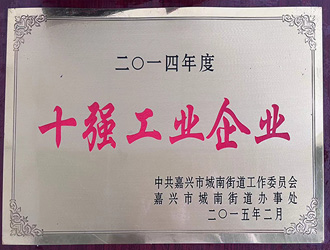 二〇一四年度
十强工业企业
中共嘉兴市城南街道工作委员会
嘉兴市城南街道办事处
二〇一五年二月